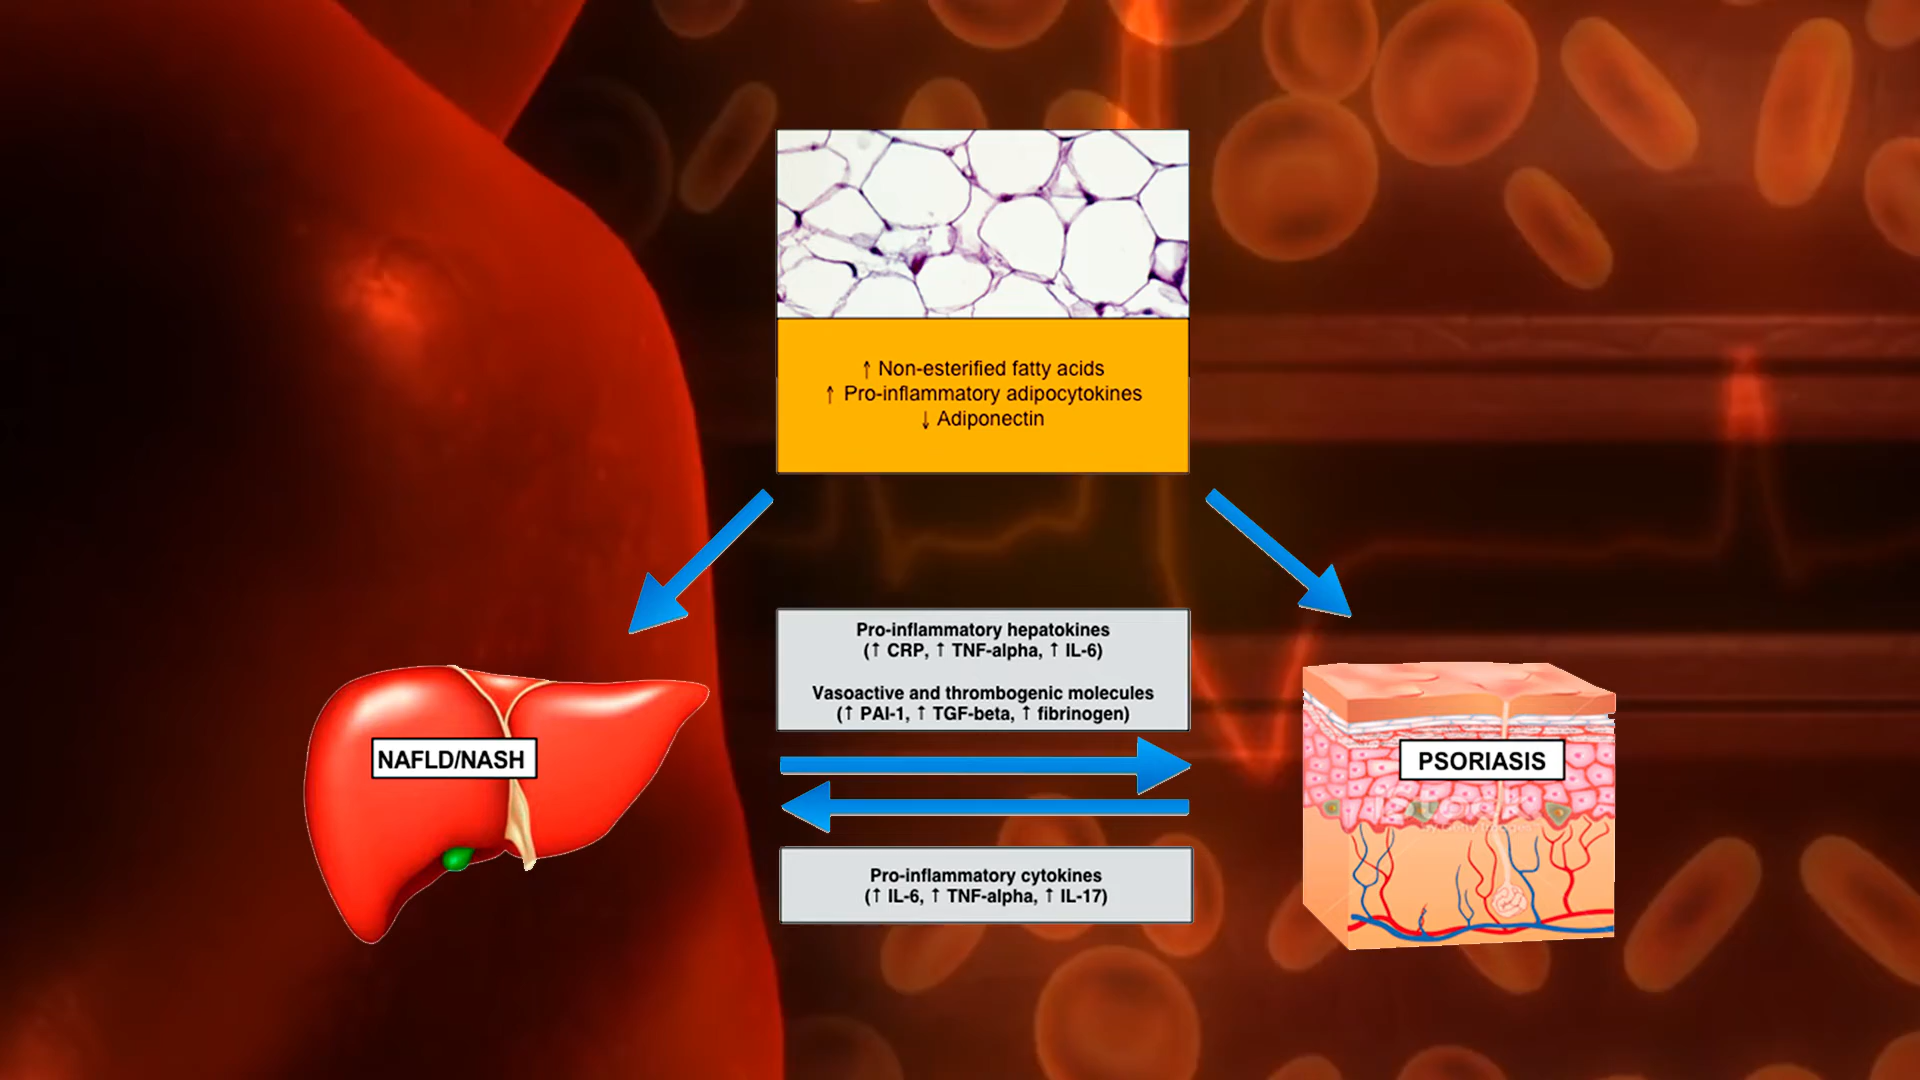 ↑ Non-esterified fatty acids
↑ Pro-inflammatory adipocytokines
↓ Adiponectin
Pro-inflammatory hepatokines
(↑ CRP, ↑ TNF-alpha, ↑ IL-6)
Vasoactive and thrombogenic molecules
(↑ PAI-1, ↑ TGF-beta, ↑ fibrinogen)
NAFLD/NASH
PSORIASIS
Pro-inflammatory cytokines
(↑ IL-6, ↑ TNF-alpha, ↑ IL-17)